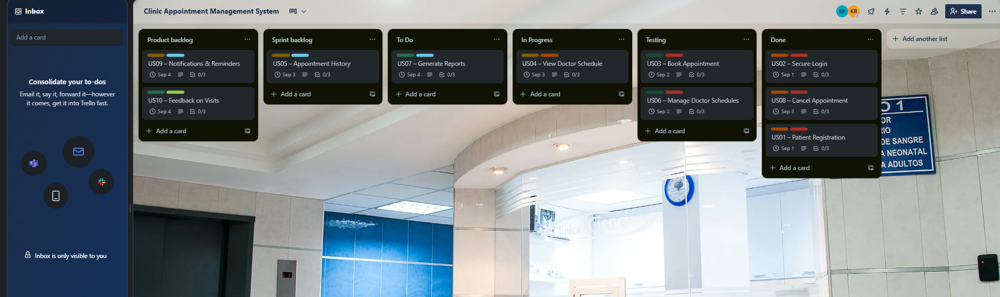 Inbox
Add a card
Consolidate your to-dos
Email it, say it, forward it—however
it comes, get it into Trello fast.
Inbox is only visible to you
Clinic Appointment Management System
SP
KR
Share
Product backlog
US09 – Notifications & Reminders
Sep 4
0/3
US10 – Feedback on Visits
Sep 4
0/3
Add a card
Sprint backlog
US05 – Appointment History
Sep 3
0/3
Add a card
To Do
US07 – Generate Reports
Sep 4
0/3
Add a card
In Progress
US04 – View Doctor Schedule
Sep 3
0/3
Add a card
Testing
US03 – Book Appointment
Sep 2
0/3
US06 – Manage Doctor Schedules
Sep 2
0/3
Add a card
Done
US02 – Secure Login
Sep 1
0/3
US08 – Cancel Appointment
Sep 3
0/3
US01 – Patient Registration
Sep 1
0/3
Add a card
Add another list
O 1
OR
RIO
DE SANGRE
A NEONATAL
A ADULTOS